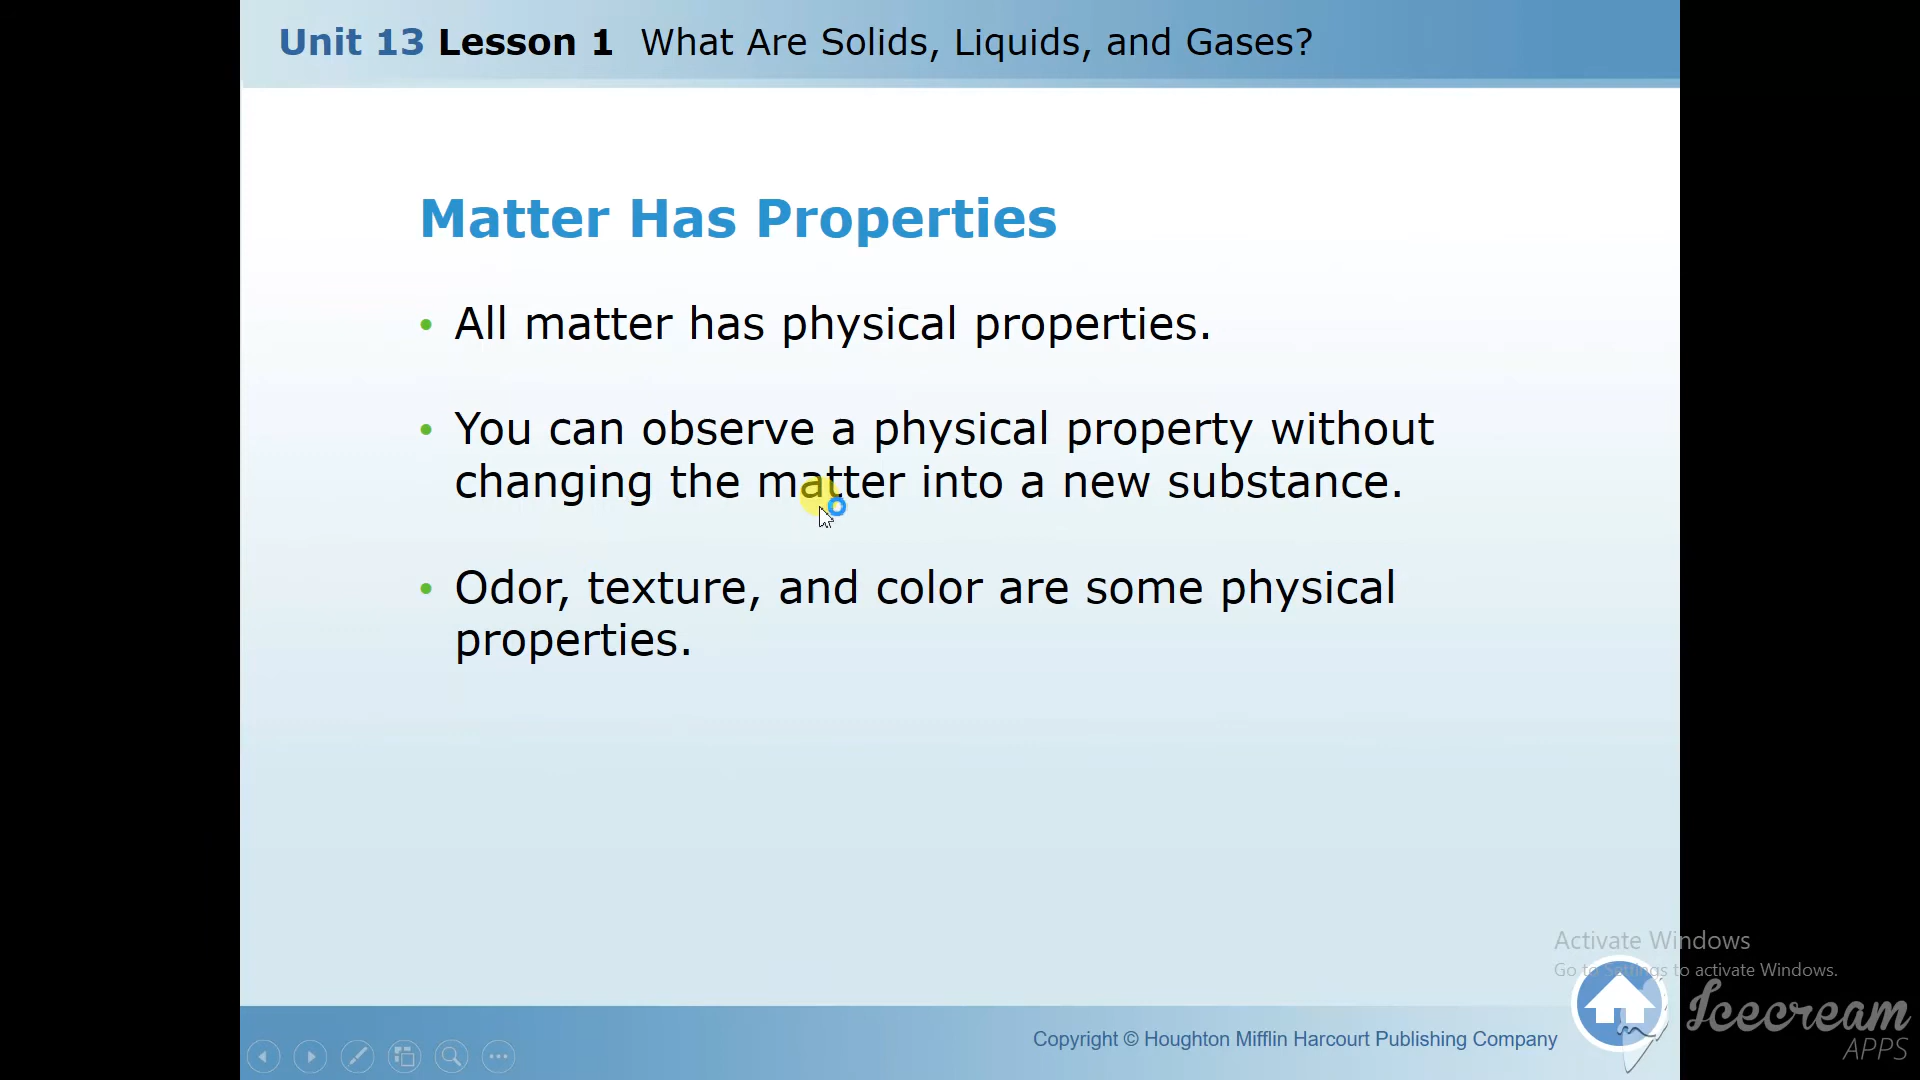 Unit 13 Lesson 1 What Are Solids, Liquids, and Gases?
Matter Has Properties
• All matter has physical properties.
• You can observe a physical property without
changing the matter into a new substance.
• Odor, texture, and color are some physical
properties.
Activate Windows
Go to Settings to activate Windows.
Copyright © Houghton Mifflin Harcourt Publishing Company
Icecream
APPS